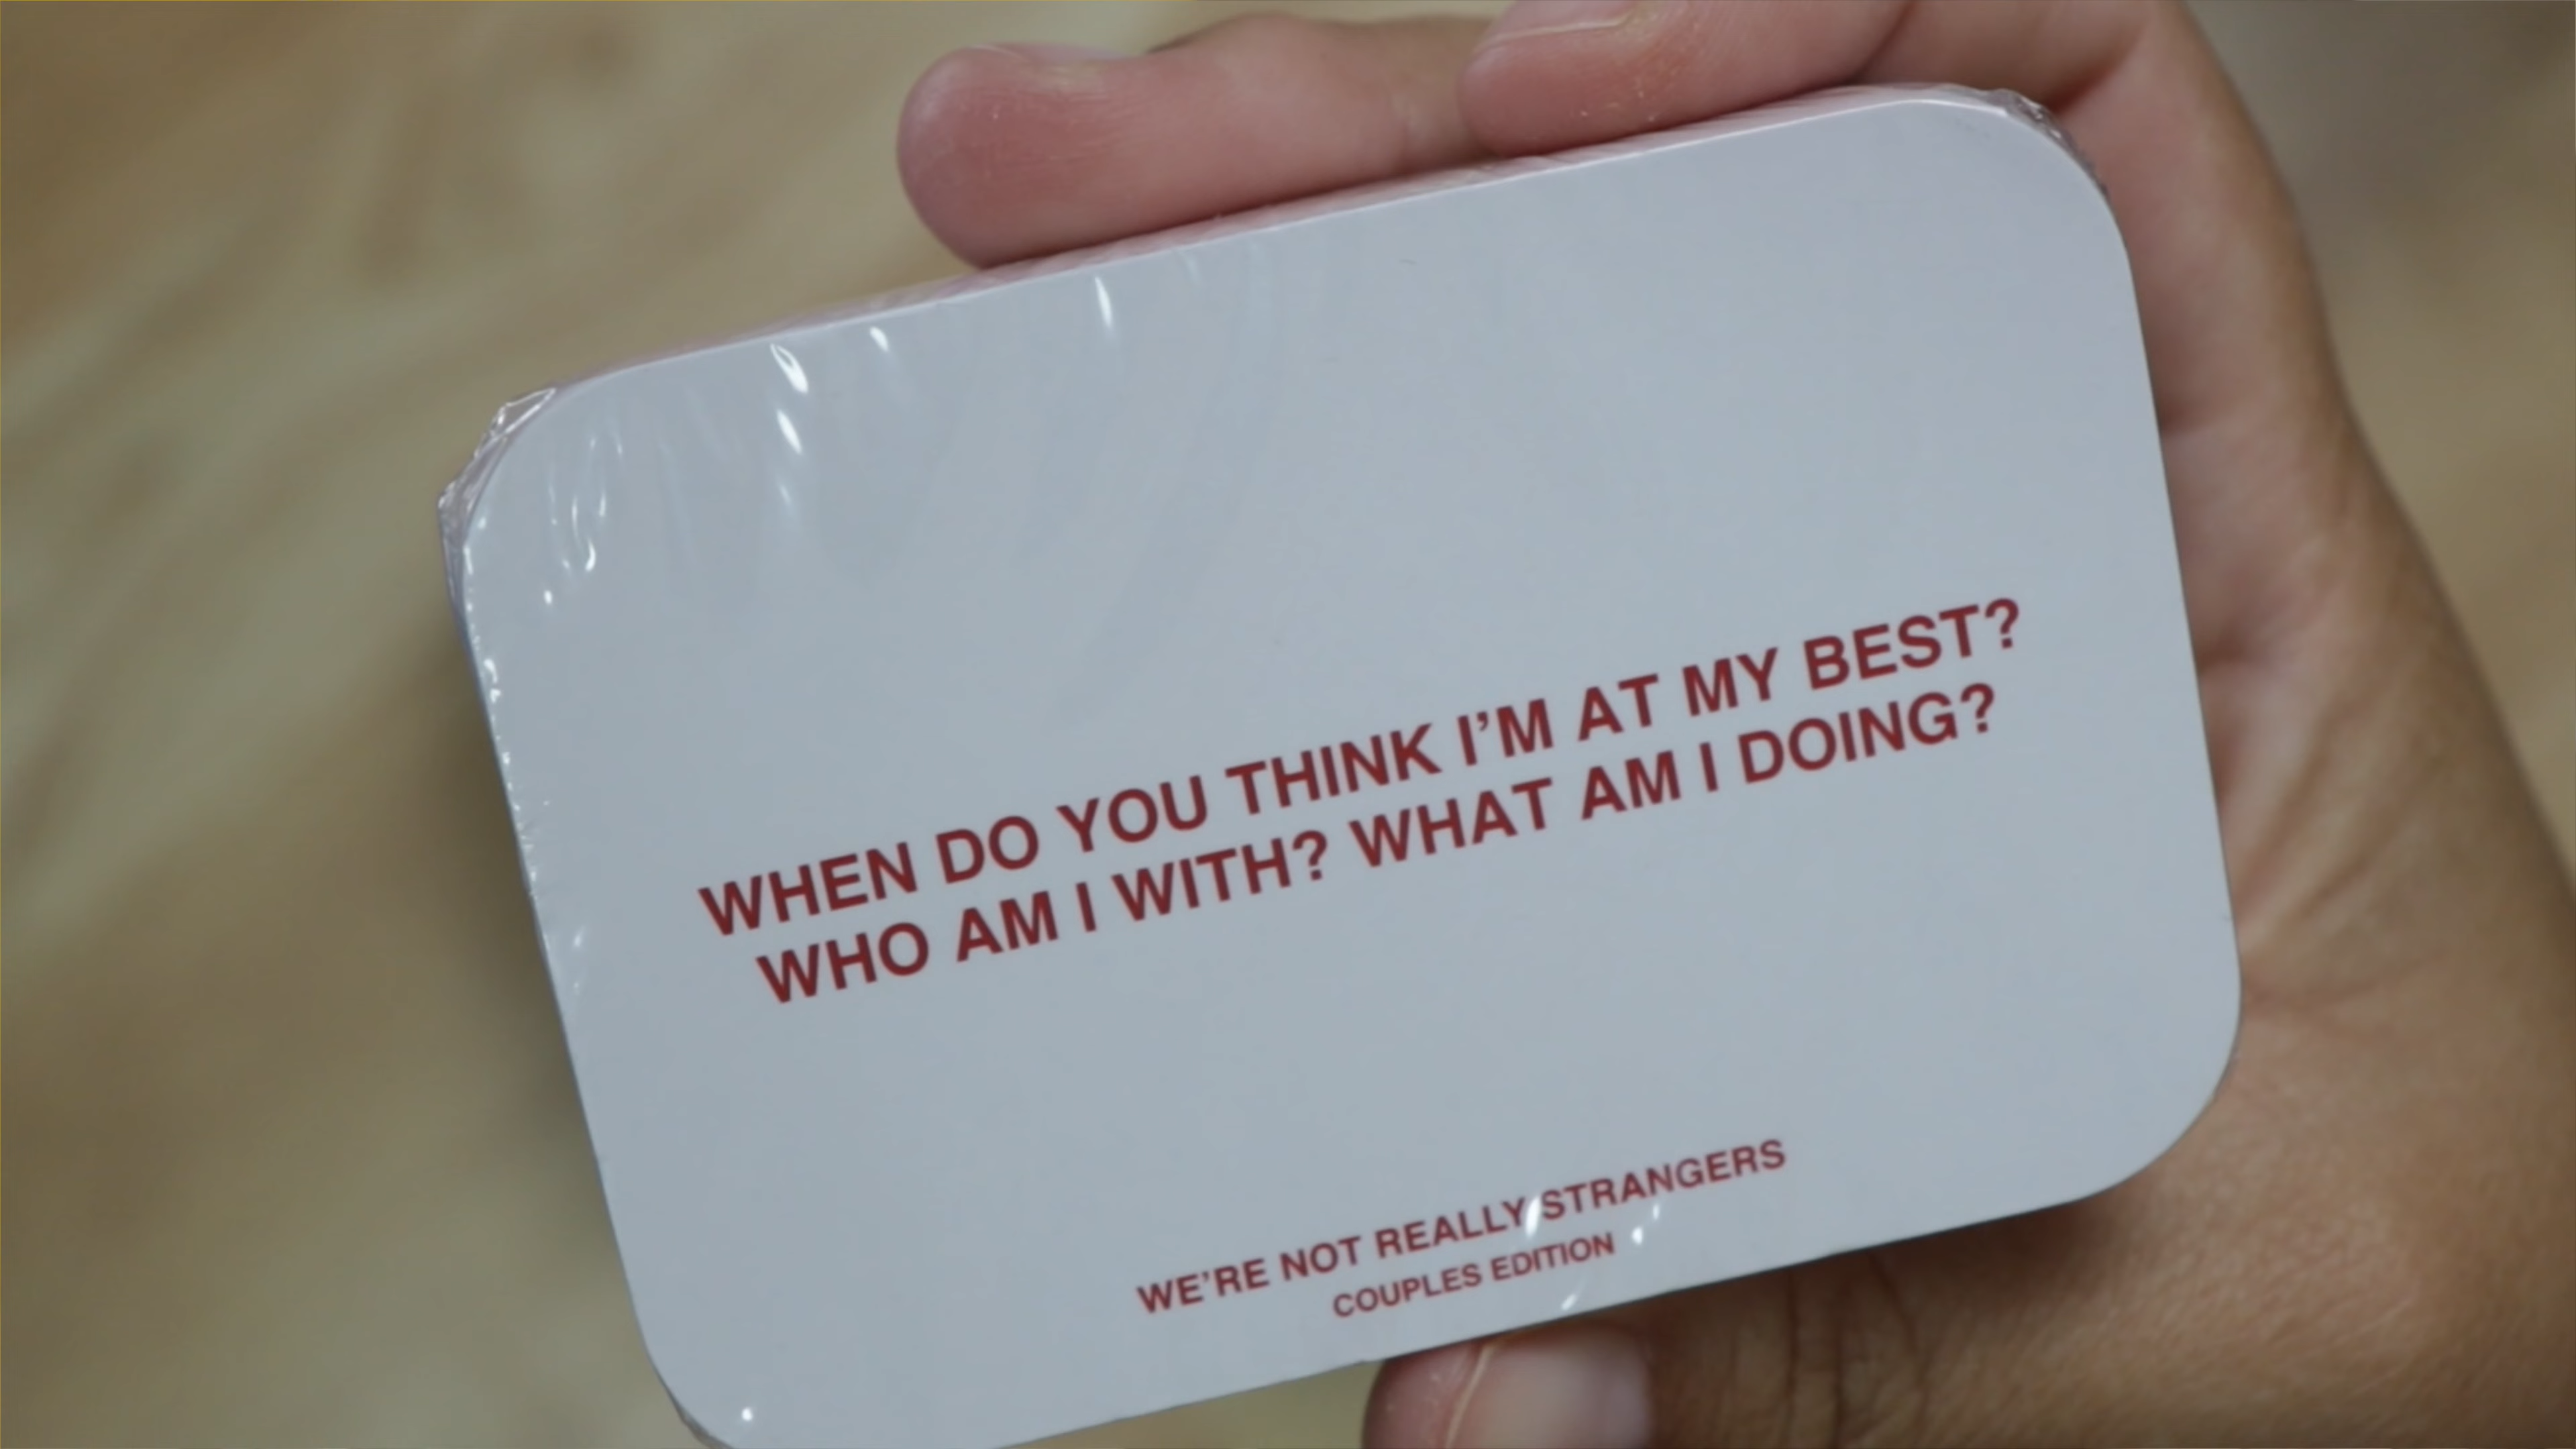 WHEN DO YOU THINK I'M AT MY BEST?
WHO AM I WITH? WHAT AM I DOING?
WE'RE NOT REALLY STRANGERS
COUPLES EDITION